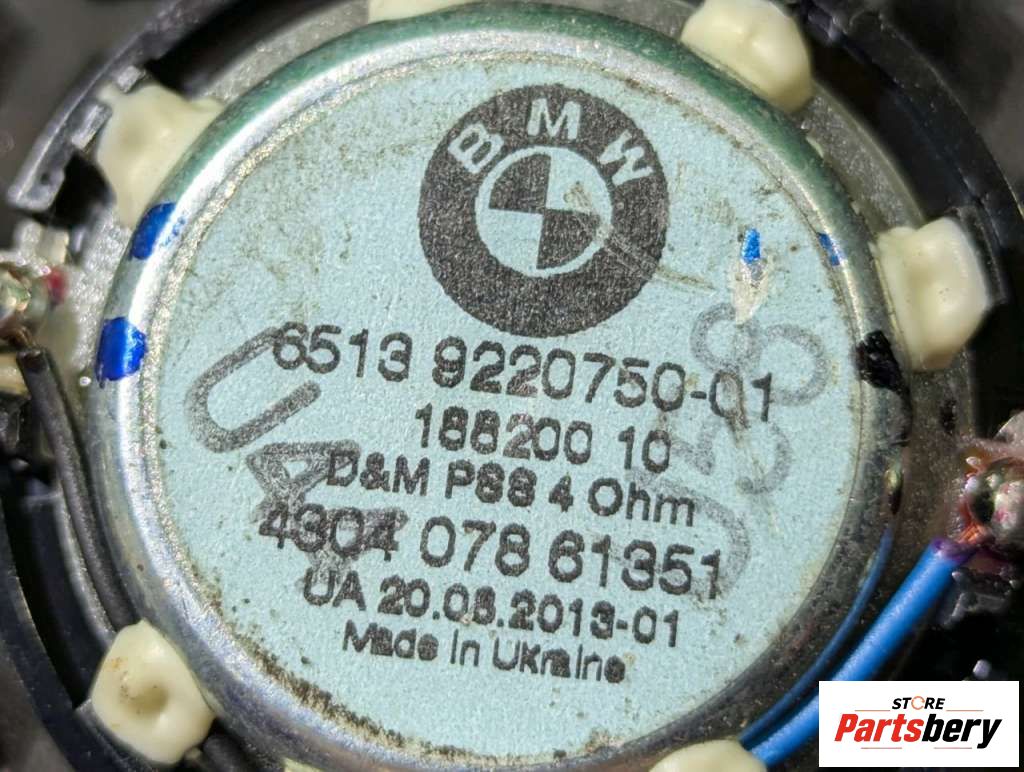 BMW
6513 9220750-01
188200 10
D&M PSS 4 Ohm
4304 078 61351
UA 20.08.2013-01
Made in Ukraine
STORE
Partsbery